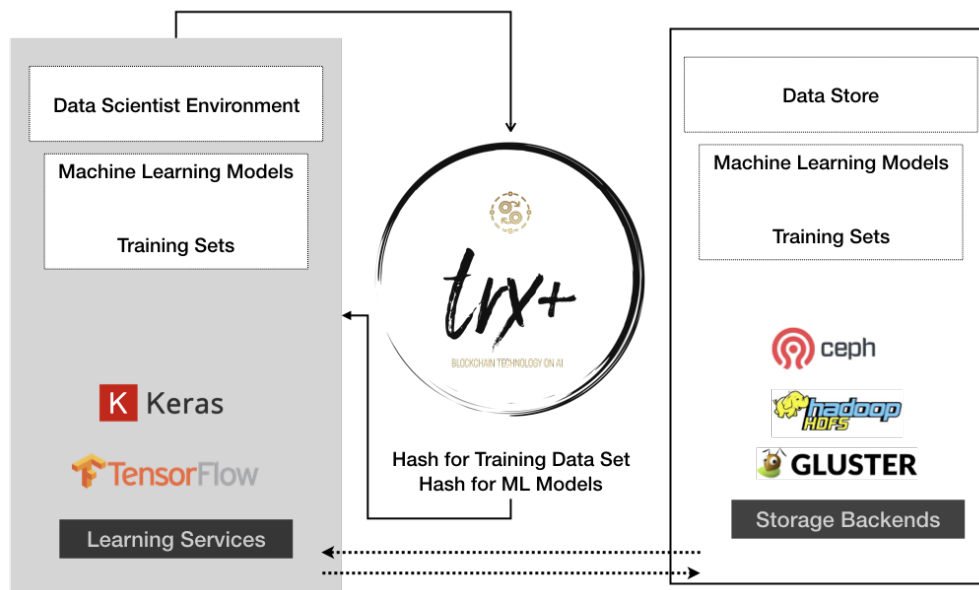 Data Scientist Environment
Machine Learning Models
Training Sets
K Keras
TensorFlow
Learning Services
trx+
BLOCKCHAIN TECHNOLOGY ON AI
Hash for Training Data Set
Hash for ML Models
Data Store
Machine Learning Models
Training Sets
ceph
hadoop
HDFS
GLUSTER
Storage Backends